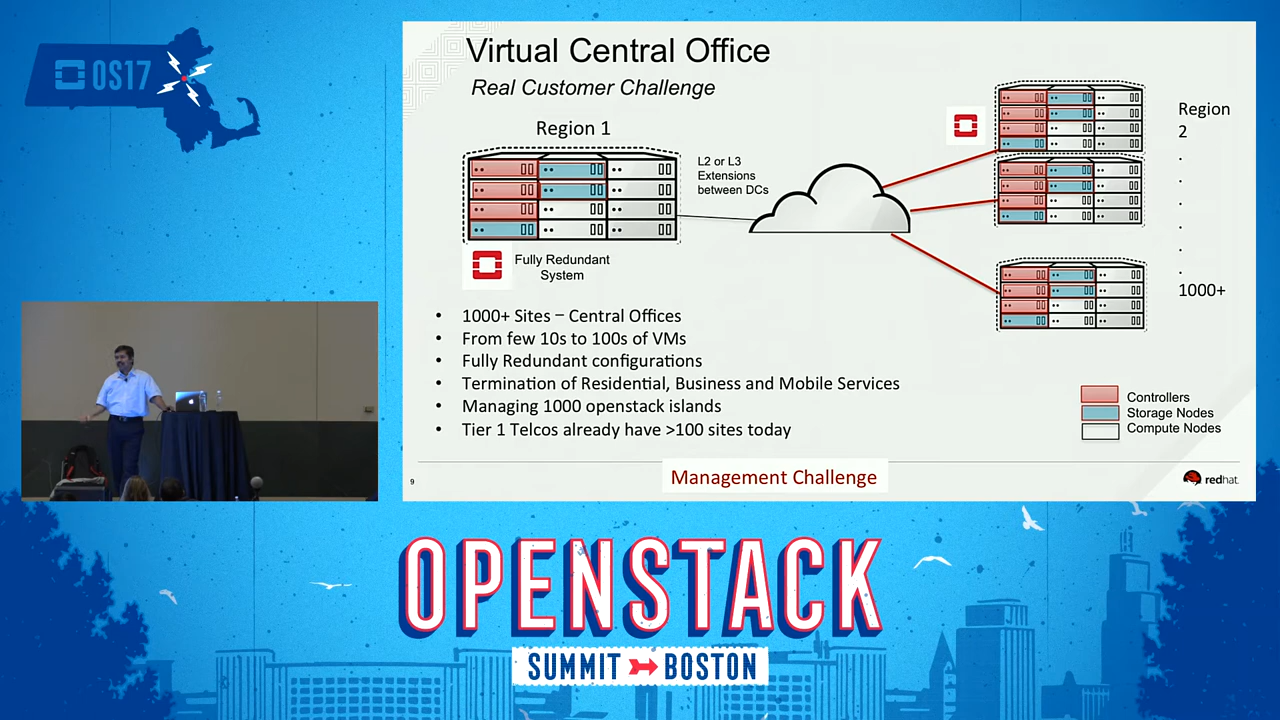 OS17
Virtual Central Office
Real Customer Challenge
Region 1
L2 or L3
Extensions
between DCs
Region
2
.
.
.
.
.
.
1000+
Fully Redundant
System
• 1000+ Sites – Central Offices
• From few 10s to 100s of VMs
• Fully Redundant configurations
• Termination of Residential, Business and Mobile Services
• Managing 1000 openstack islands
• Tier 1 Telcos already have >100 sites today
Controllers
Storage Nodes
Compute Nodes
Management Challenge
9
redhat.
OPENSTACK
SUMMIT BOSTON